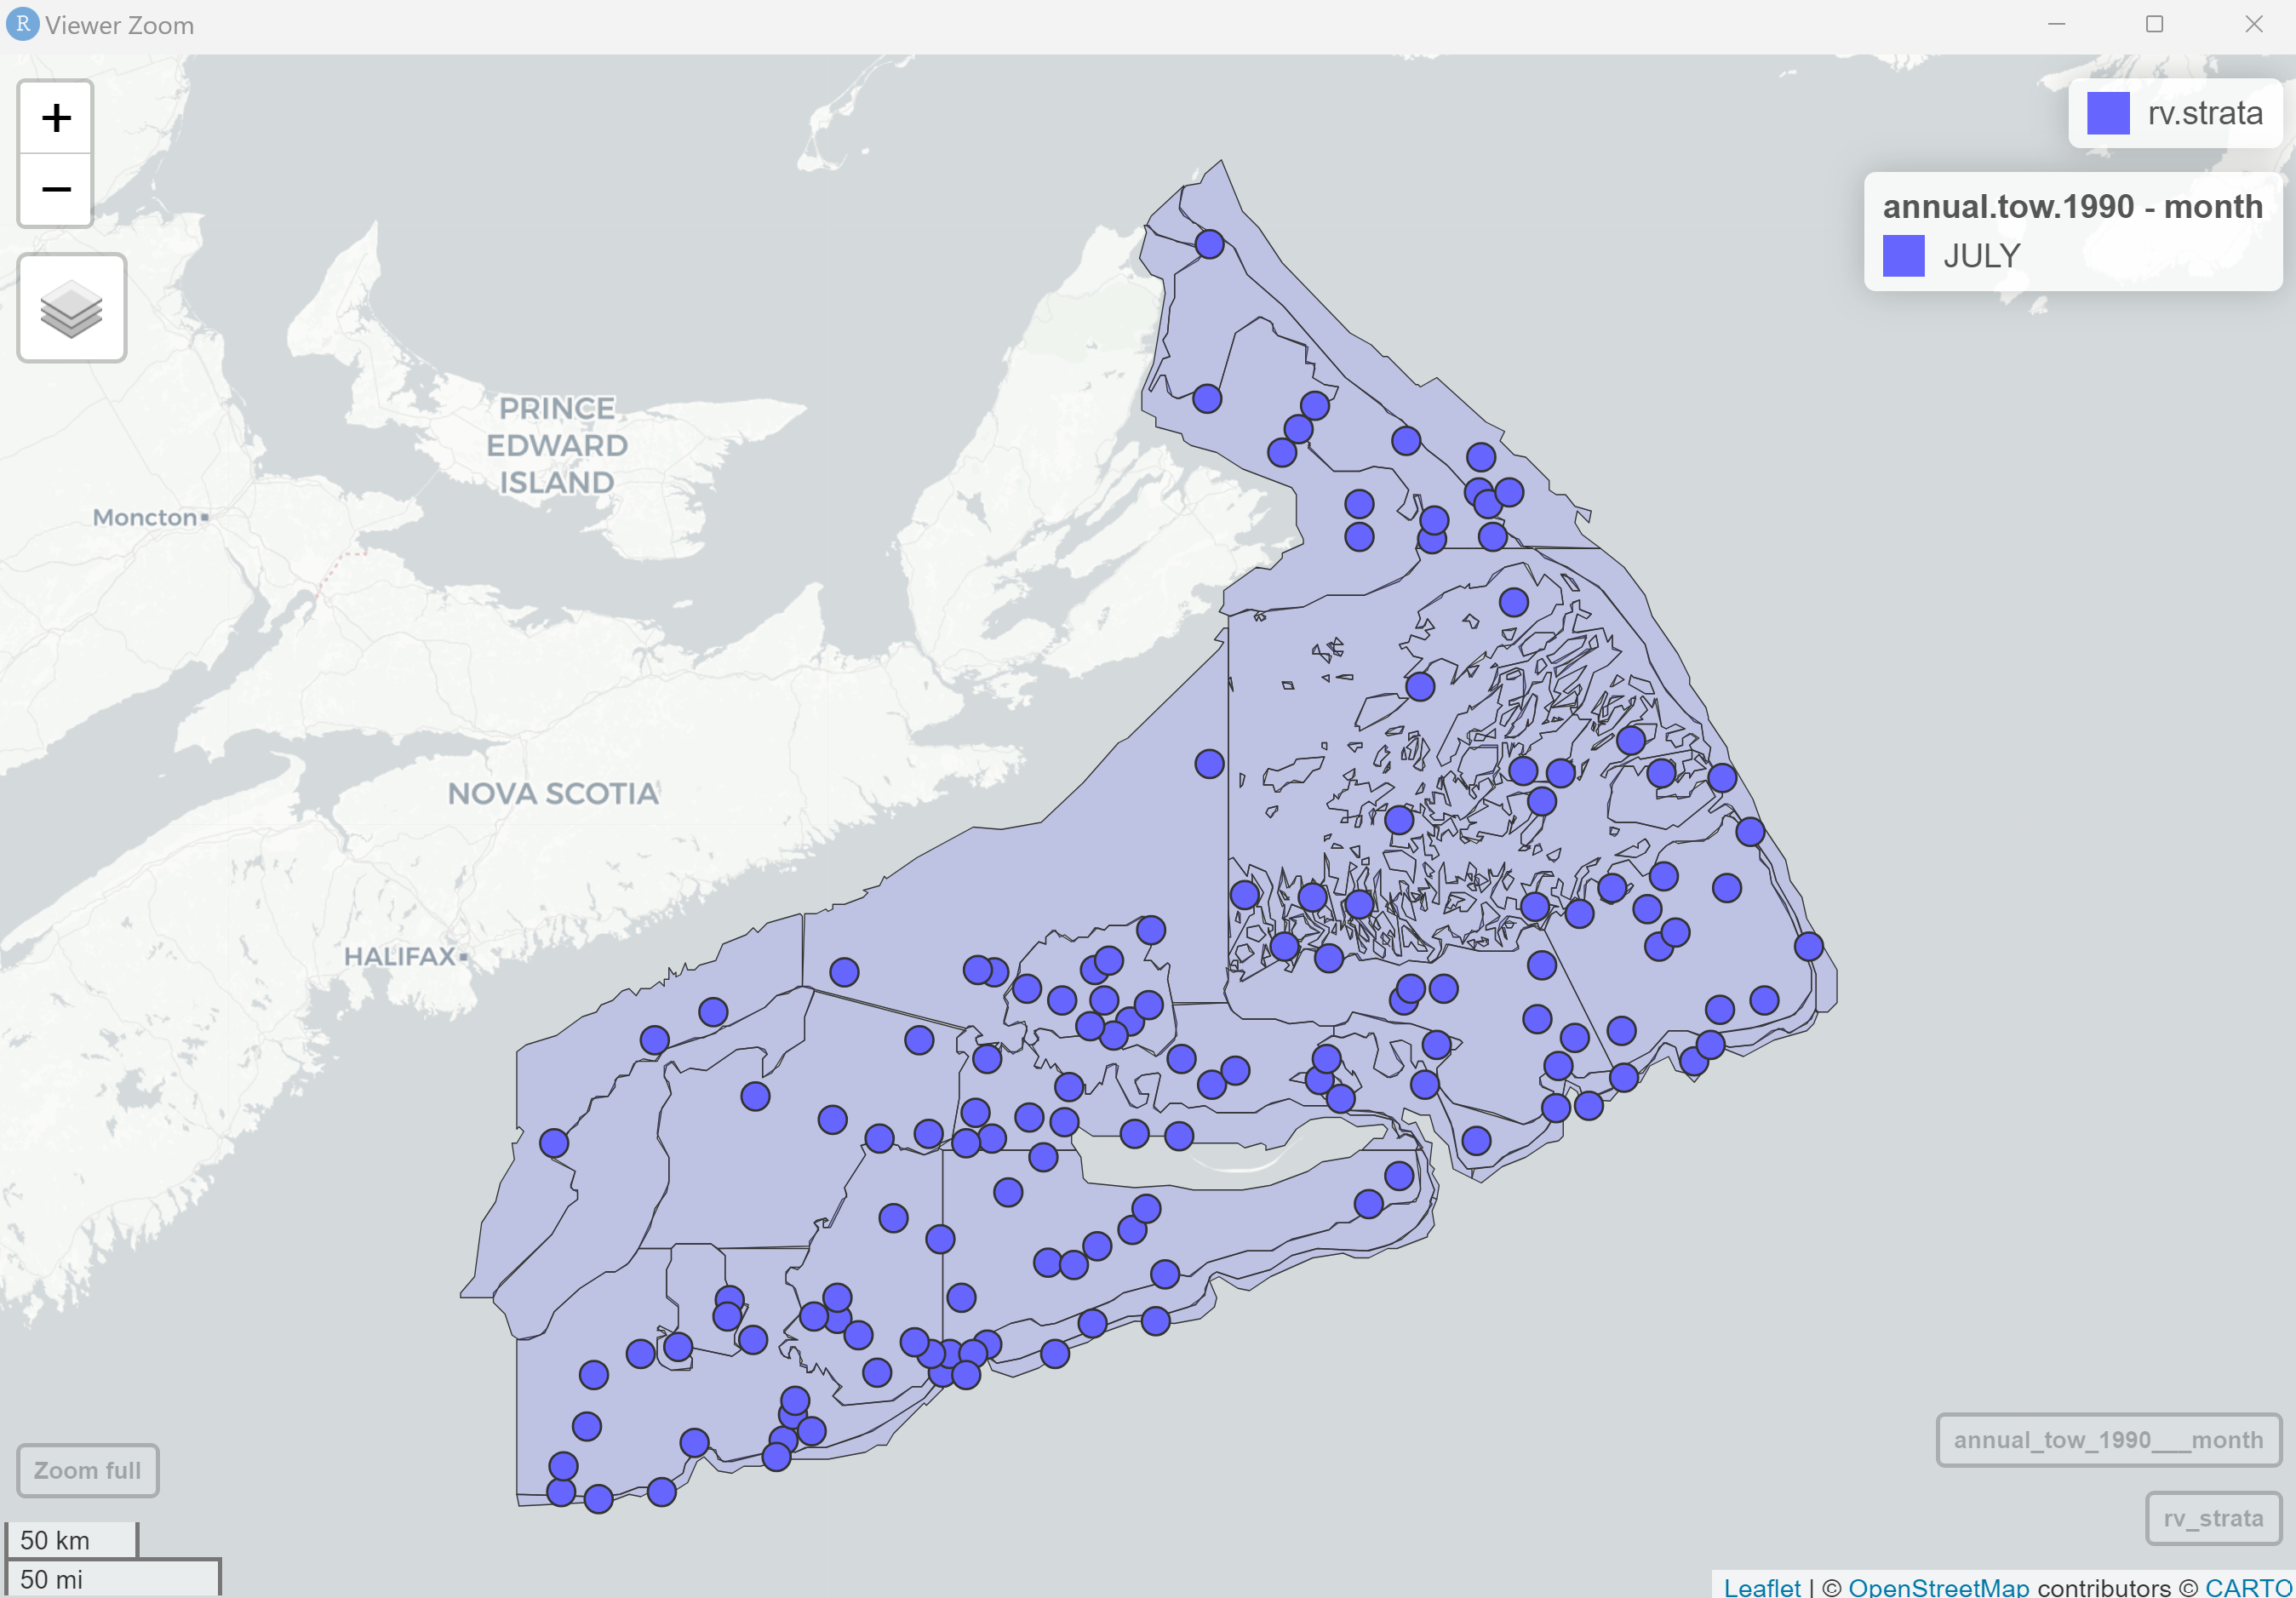 R Viewer Zoom
+
−
rv.strata
annual.tow.1990 - month
JULY
PRINCE
EDWARD
ISLAND
Moncton
NOVA SCOTIA
HALIFAX
annual_tow_1990___month
Zoom full
rv_strata
50 km
50 mi
Leaflet | © OpenStreetMap contributors © CARTO